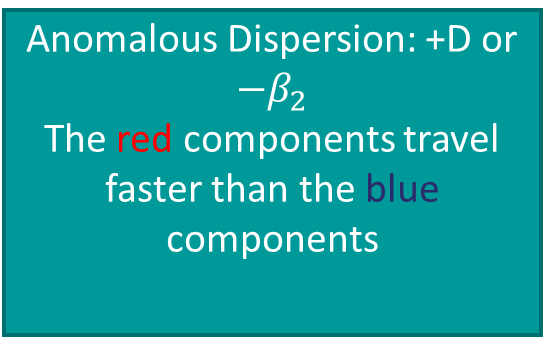 Anomalous Dispersion: +D or
−β₂
The red components travel
faster than the blue
components